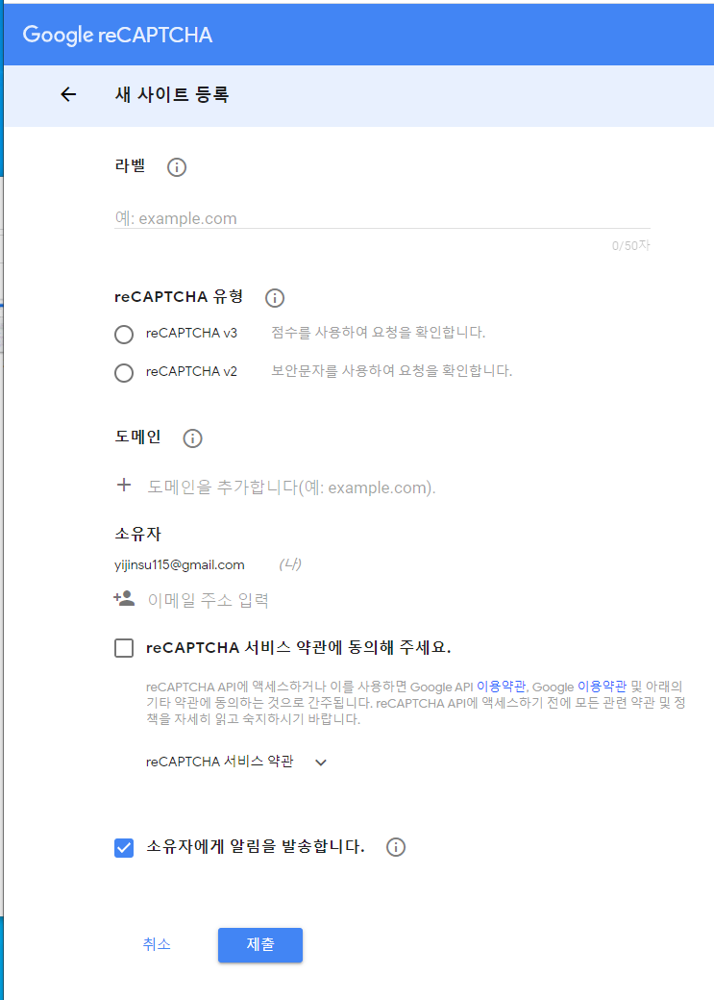 Google reCAPTCHA
새 사이트 등록
라벨
예: example.com
0/50자
reCAPTCHA 유형
reCAPTCHA v3 점수를 사용하여 요청을 확인합니다.
reCAPTCHA v2 보안문자를 사용하여 요청을 확인합니다.
도메인
도메인을 추가합니다(예: example.com).
소유자
yijinsu115@gmail.com (나)
이메일 주소 입력
reCAPTCHA 서비스 약관에 동의해 주세요.
reCAPTCHA API에 액세스하거나 이를 사용하면 Google API 이용약관, Google 이용약관 및 아래의
기타 약관에 동의하는 것으로 간주됩니다. reCAPTCHA API에 액세스하기 전에 모든 관련 약관 및 정
책을 자세히 읽고 숙지하시기 바랍니다.
reCAPTCHA 서비스 약관
소유자에게 알림을 발송합니다.
취소 제출